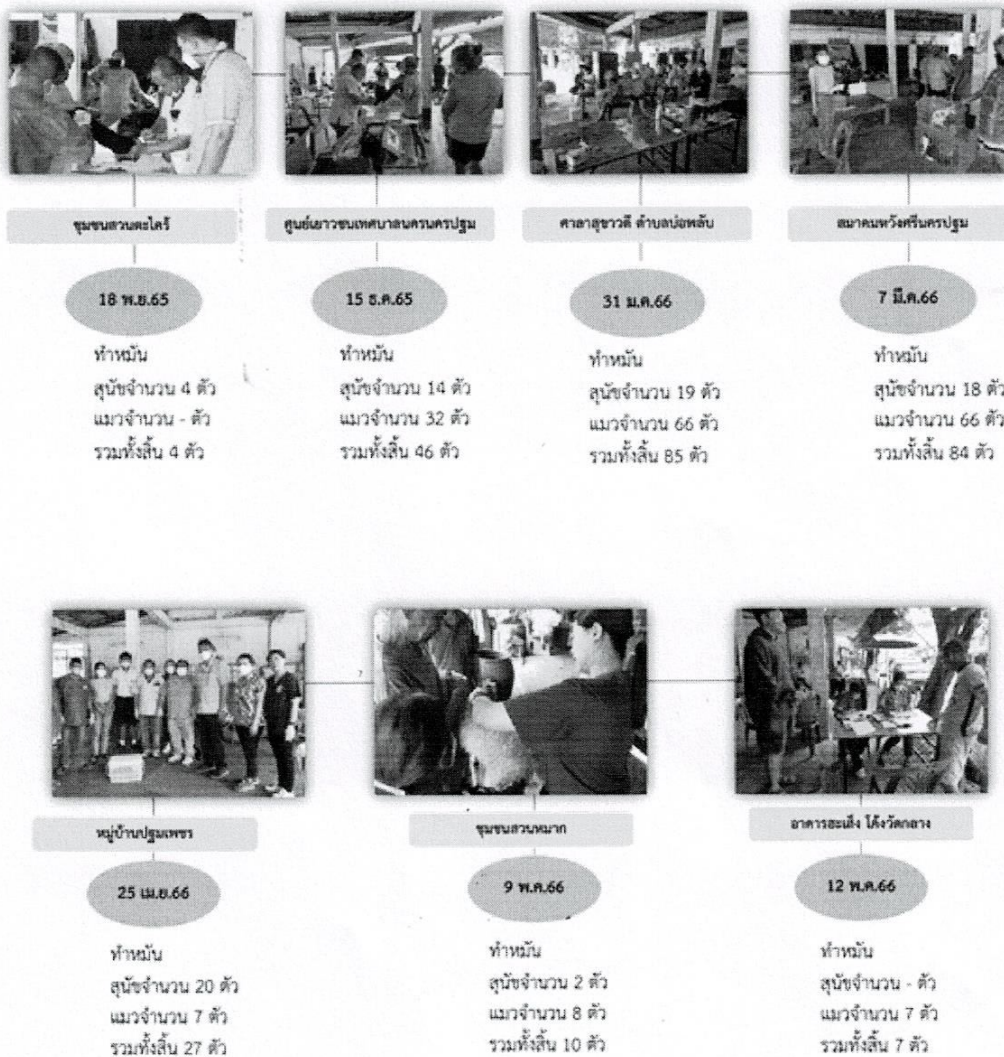 ชุมชนสวนตะไคร้
18 พ.ย.65
ทำหมัน
สุนัขจำนวน 4 ตัว
แมวจำนวน - ตัว
รวมทั้งสิ้น 4 ตัว
ศูนย์เยาวชนเทศบาลนครนครปฐม
15 ธ.ค.65
ทำหมัน
สุนัขจำนวน 14 ตัว
แมวจำนวน 32 ตัว
รวมทั้งสิ้น 46 ตัว
ศาลาสุขาวดี ตำบลบ่อพลับ
31 ม.ค.66
ทำหมัน
สุนัขจำนวน 19 ตัว
แมวจำนวน 66 ตัว
รวมทั้งสิ้น 85 ตัว
สมาคมหวังศรีนครปฐม
7 มี.ค.66
ทำหมัน
สุนัขจำนวน 18 ตัว
แมวจำนวน 66 ตัว
รวมทั้งสิ้น 84 ตัว
หมู่บ้านปฐมเพชร
25 เม.ย.66
ทำหมัน
สุนัขจำนวน 20 ตัว
แมวจำนวน 7 ตัว
รวมทั้งสิ้น 27 ตัว
ชุมชนสวนหมาก
9 พ.ค.66
ทำหมัน
สุนัขจำนวน 2 ตัว
แมวจำนวน 8 ตัว
รวมทั้งสิ้น 10 ตัว
อาคารฮะเส็ง โค้งวัดกลาง
12 พ.ค.66
ทำหมัน
สุนัขจำนวน - ตัว
แมวจำนวน 7 ตัว
รวมทั้งสิ้น 7 ตัว